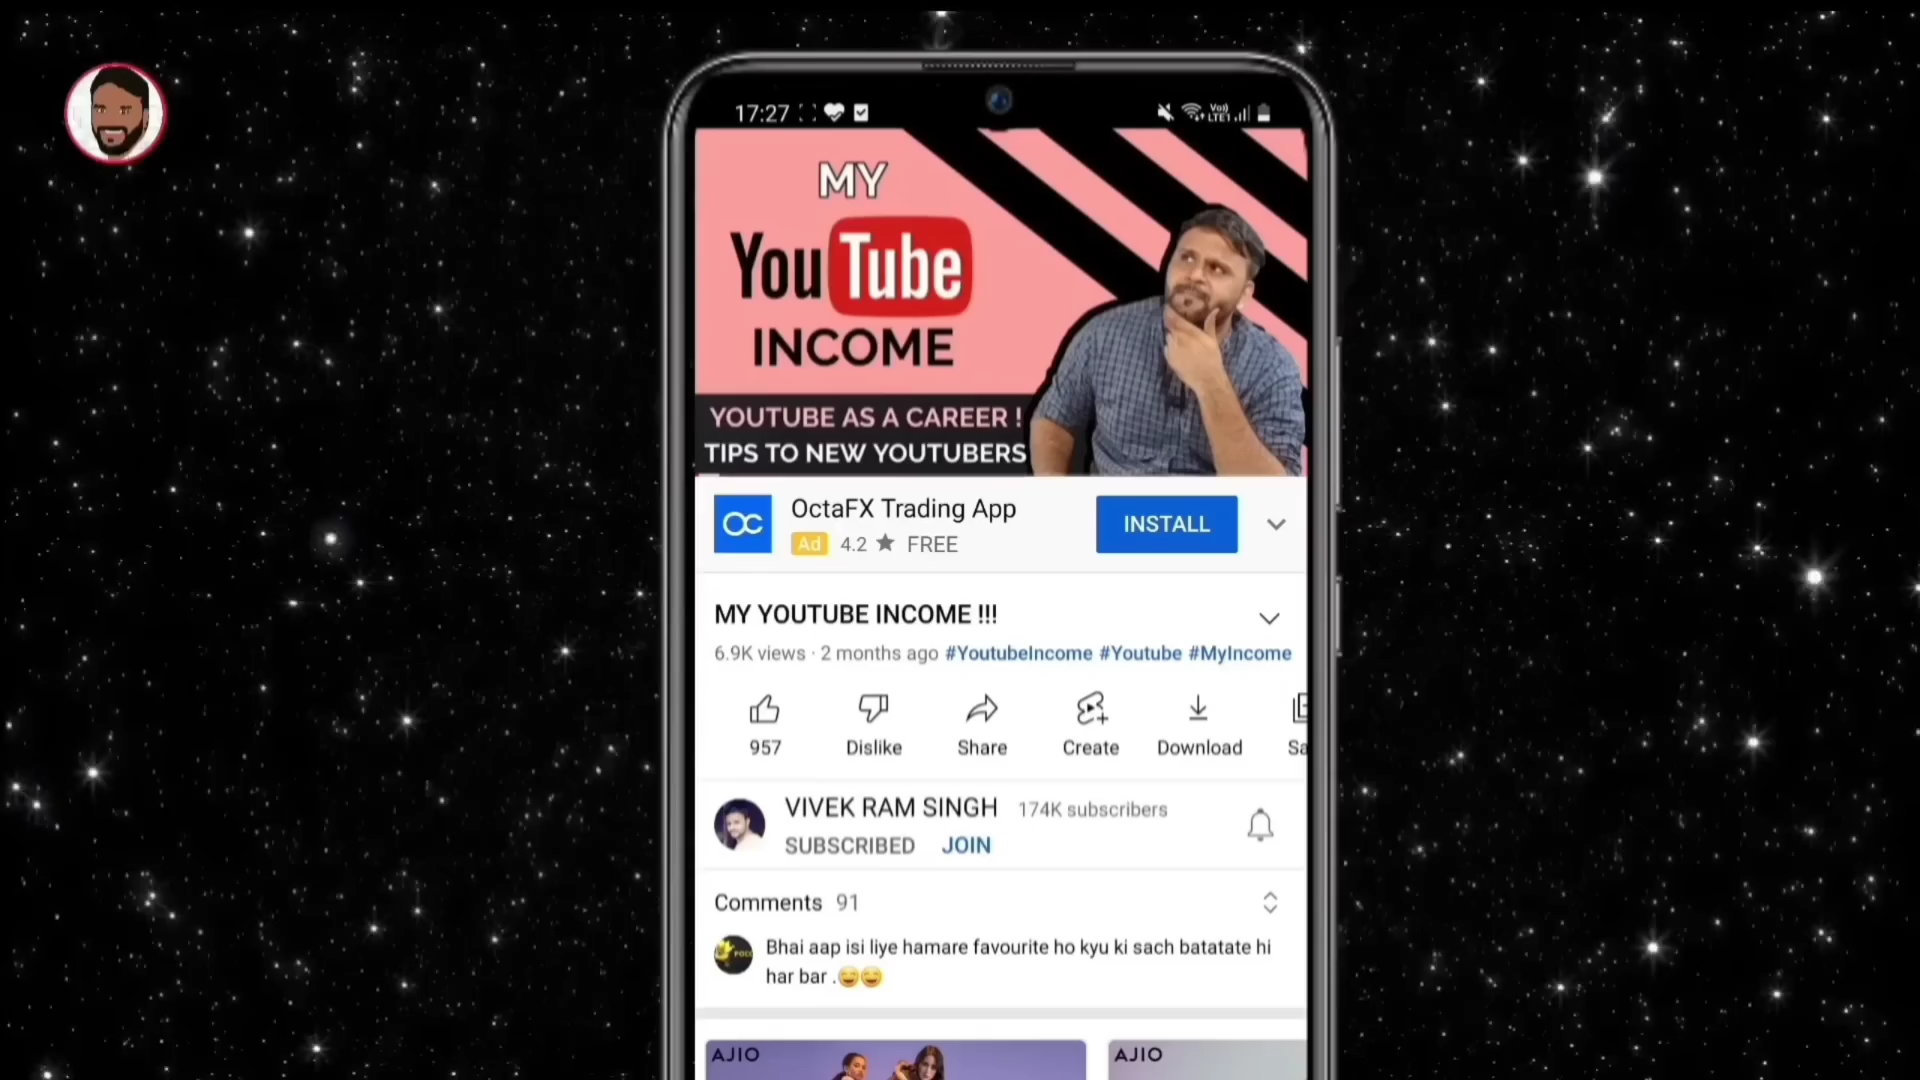 17:27
Vo)) LTE1
MY
YouTube
INCOME
YOUTUBE AS A CAREER !
TIPS TO NEW YOUTUBERS
OctaFX Trading App
Ad 4.2 ★ FREE
INSTALL
MY YOUTUBE INCOME !!!
6.9K views · 2 months ago #YoutubeIncome #Youtube #MyIncome
957 Dislike Share Create Download
VIVEK RAM SINGH 174K subscribers
SUBSCRIBED JOIN
Comments 91
Bhai aap isi liye hamare favourite ho kyu ki sach batatate hi
har bar .😄😄
AJIO AJIO